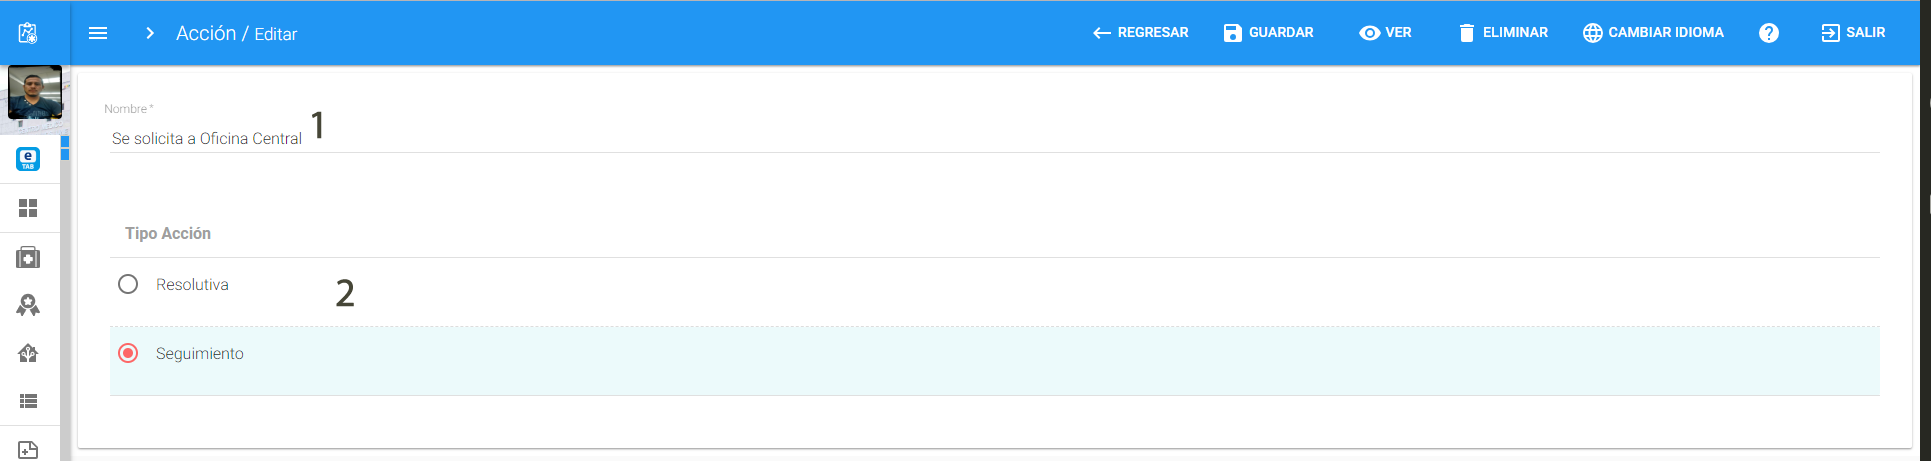 Acción / Editar
REGRESAR
GUARDAR
VER
ELIMINAR
CAMBIAR IDIOMA
?
SALIR
Nombre *
Se solicita a Oficina Central
1
e
TAB
Tipo Acción
Resolutiva
2
Seguimiento